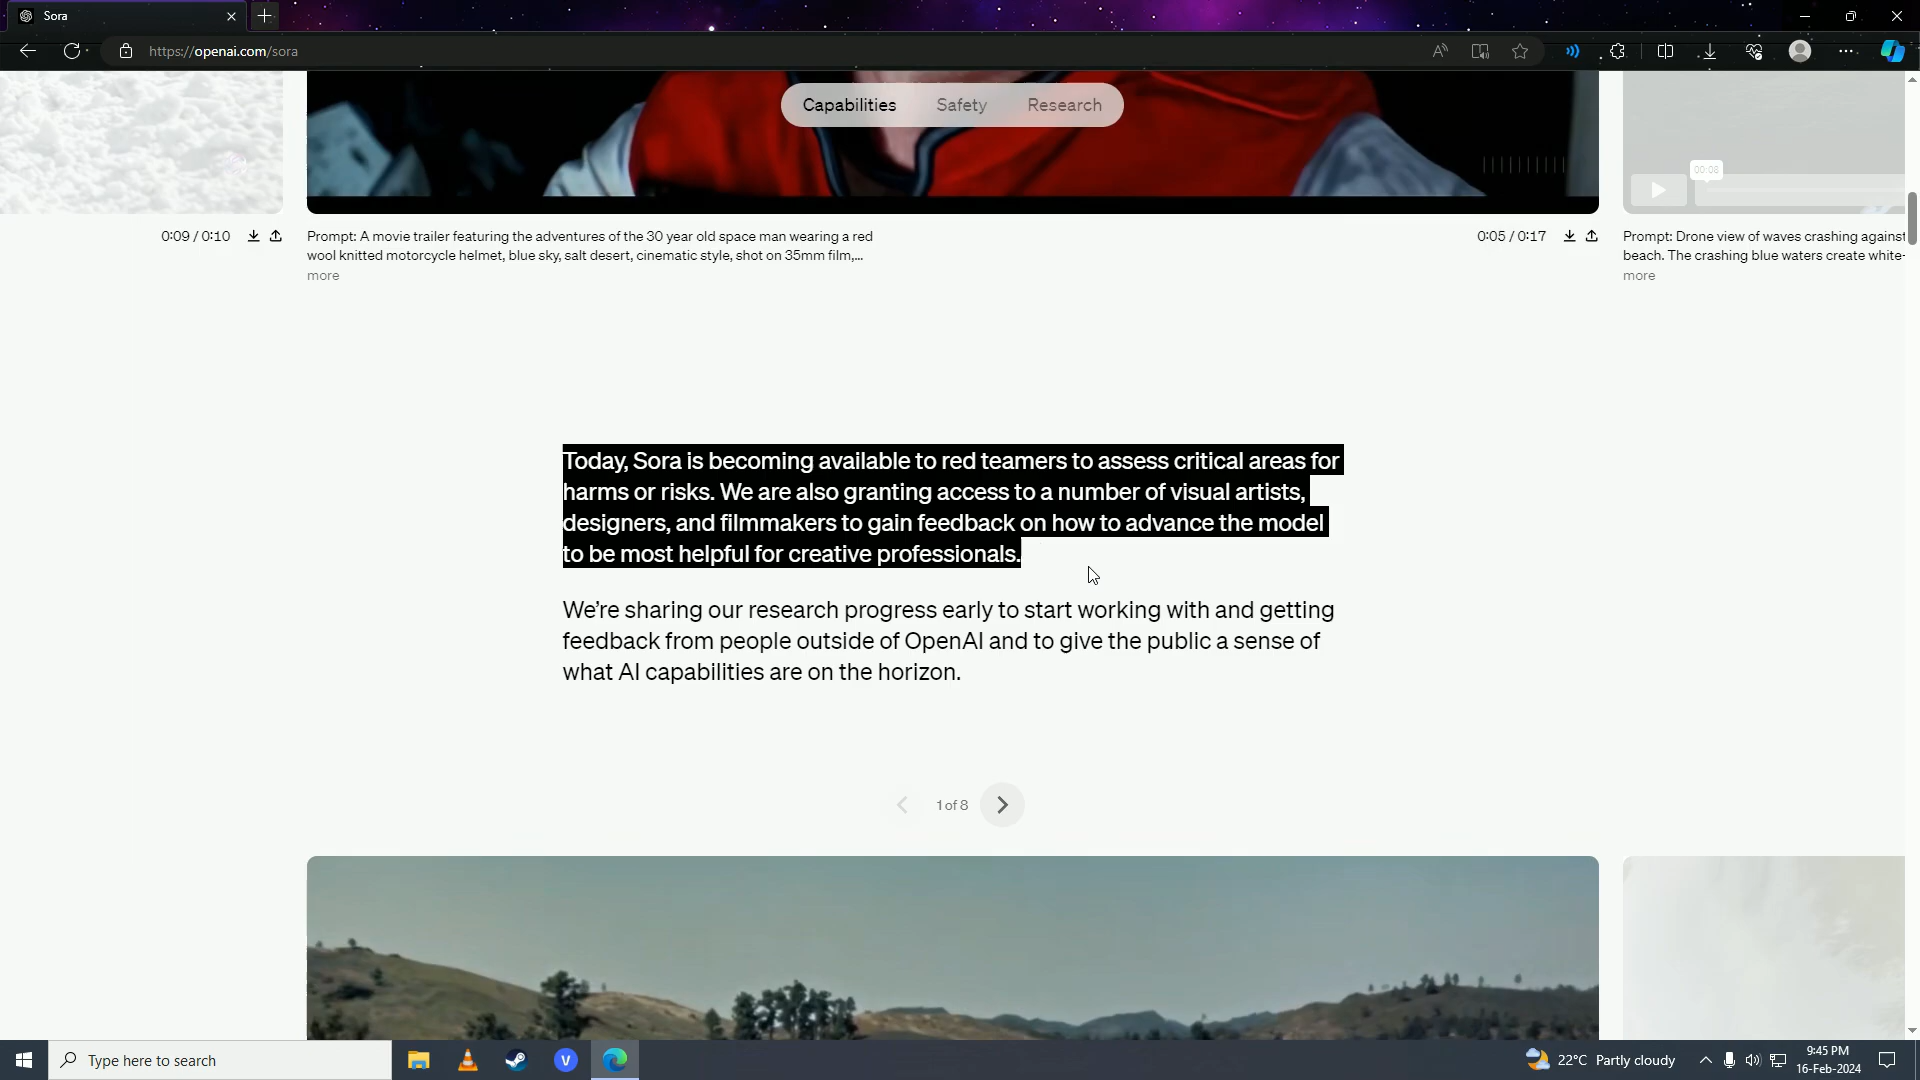 Sora
https://openai.com/sora
Capabilities Safety Research
00:08
0:09 / 0:10
Prompt: A movie trailer featuring the adventures of the 30 year old space man wearing a red
wool knitted motorcycle helmet, blue sky, salt desert, cinematic style, shot on 35mm film,...
more
0:05 / 0:17
Prompt: Drone view of waves crashing against
beach. The crashing blue waters create white-
more
Today, Sora is becoming available to red teamers to assess critical areas for
harms or risks. We are also granting access to a number of visual artists,
designers, and filmmakers to gain feedback on how to advance the model
to be most helpful for creative professionals.
We’re sharing our research progress early to start working with and getting
feedback from people outside of OpenAI and to give the public a sense of
what AI capabilities are on the horizon.
1 of 8
Type here to search
V
22°C Partly cloudy
9:45 PM
16-Feb-2024